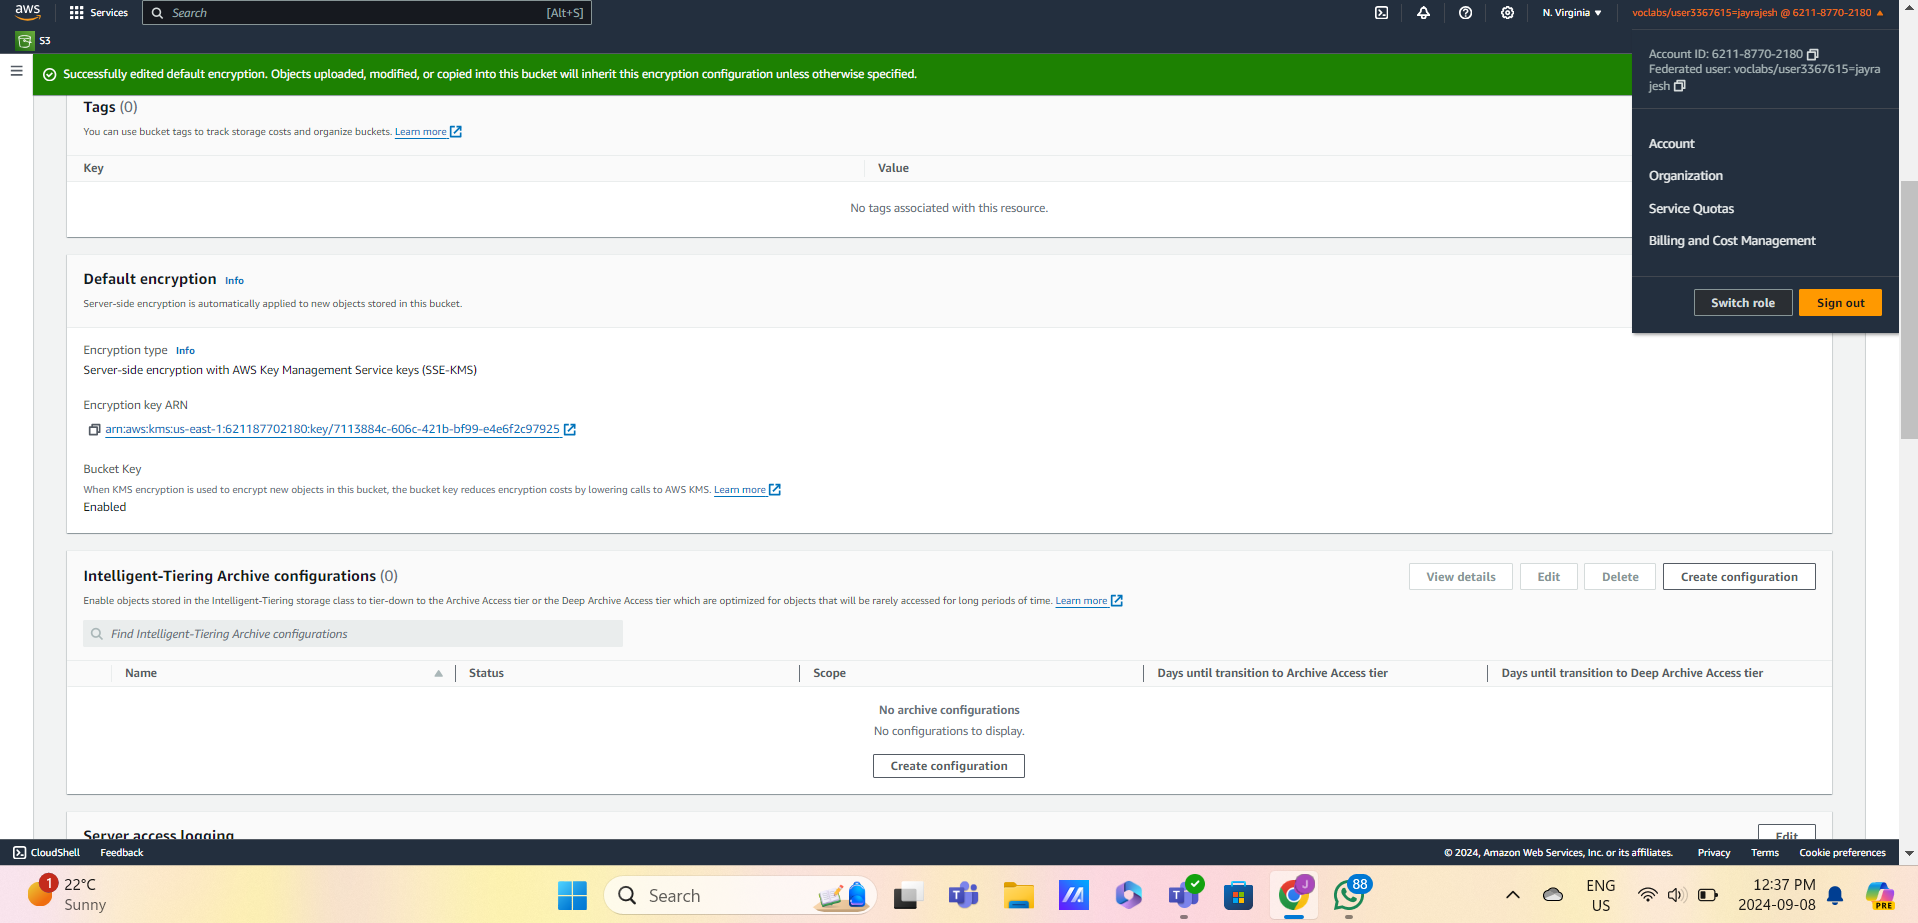 aws
Services
Search
[Alt+S]
N. Virginia
voclabs/user3367615=jayrajesh @ 6211-8770-2180
S3
Account ID: 6211-8770-2180
Federated user: voclabs/user3367615=jayra
jesh
Account
Organization
Service Quotas
Billing and Cost Management
Switch role
Sign out
Successfully edited default encryption. Objects uploaded, modified, or copied into this bucket will inherit this encryption configuration unless otherwise specified.
Tags (0)
You can use bucket tags to track storage costs and organize buckets. Learn more
Key
Value
No tags associated with this resource.
Default encryption Info
Server-side encryption is automatically applied to new objects stored in this bucket.
Encryption type Info
Server-side encryption with AWS Key Management Service keys (SSE-KMS)
Encryption key ARN
arn:aws:kms:us-east-1:621187702180:key/7113884c-606c-421b-bf99-e4e6f2c97925
Bucket Key
When KMS encryption is used to encrypt new objects in this bucket, the bucket key reduces encryption costs by lowering calls to AWS KMS. Learn more
Enabled
Intelligent-Tiering Archive configurations (0)
View details
Edit
Delete
Create configuration
Enable objects stored in the Intelligent-Tiering storage class to tier-down to the Archive Access tier or the Deep Archive Access tier which are optimized for objects that will be rarely accessed for long periods of time. Learn more
Find Intelligent-Tiering Archive configurations
Name
Status
Scope
Days until transition to Archive Access tier
Days until transition to Deep Archive Access tier
No archive configurations
No configurations to display.
Create configuration
Server access logging
Edit
CloudShell
Feedback
© 2024, Amazon Web Services, Inc. or its affiliates.
Privacy
Terms
Cookie preferences
1
22°C
Sunny
Search
J
88
ENG
US
12:37 PM
2024-09-08
PRE